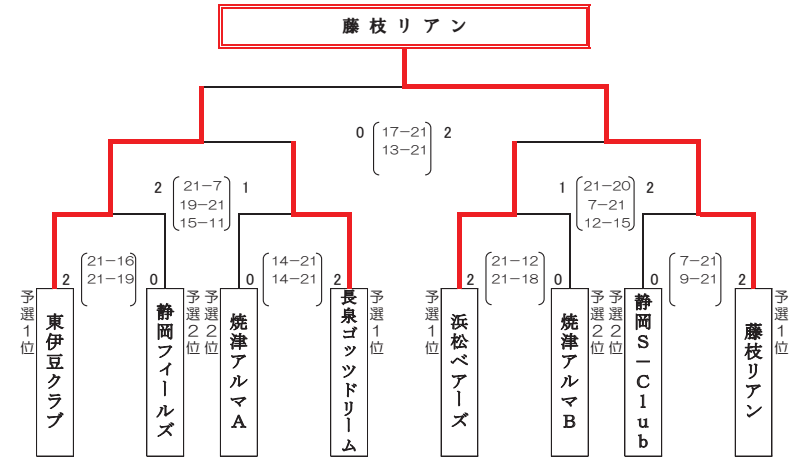 藤枝リアン
0 17−21 2
13−21
2 21−7 1
19−21
15−11
1 21−20 2
7−21
12−15
2 21−16 0
21−19
0 14−21 2
14−21
2 21−12 0
21−18
0 7−21 2
9−21
予選1位
東伊豆クラブ
静岡フィールズ
予選2位
予選2位
焼津アルマA
長泉ゴッツドリーム
予選1位
予選1位
浜松ベアーズ
焼津アルマB
予選2位
予選2位
静岡S−Club
藤枝リアン
予選1位